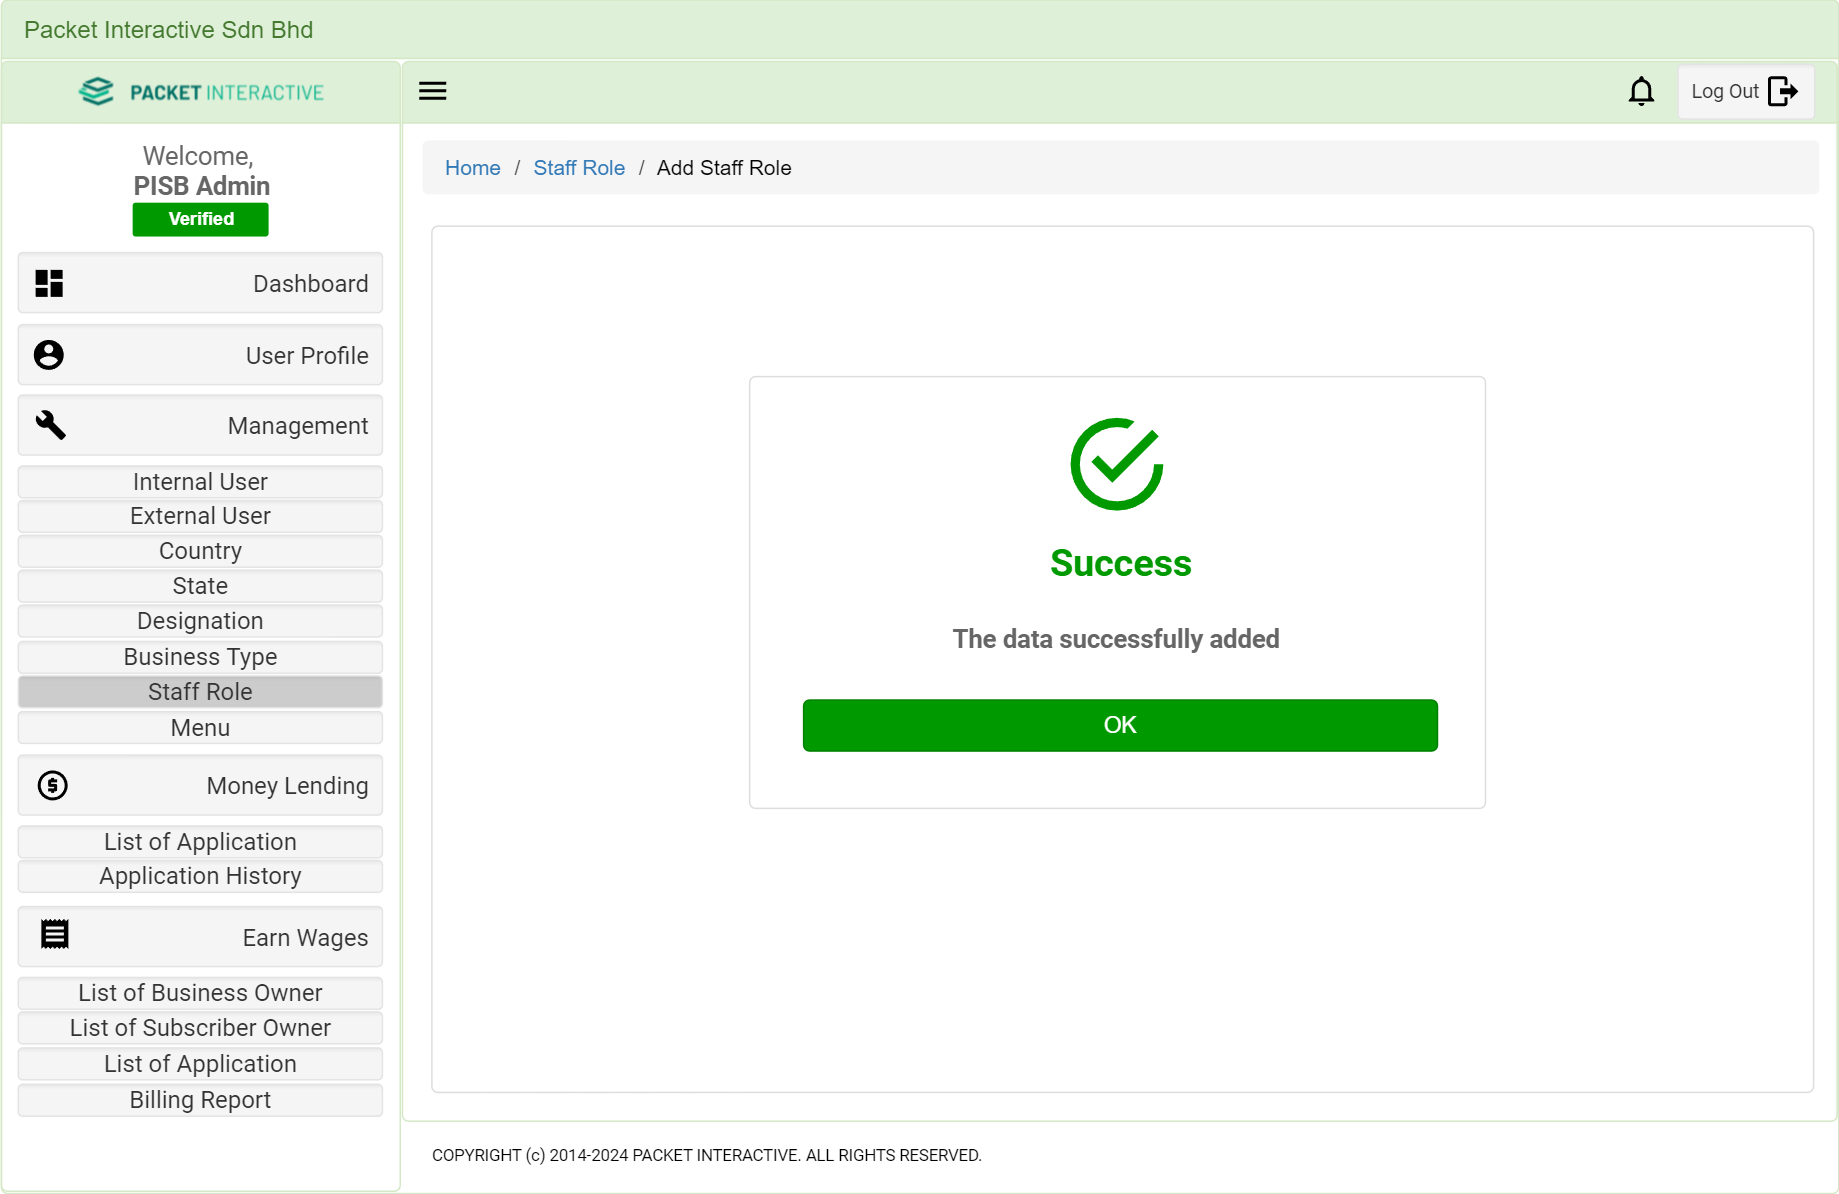 Packet Interactive Sdn Bhd
PACKET INTERACTIVE
Log Out
Welcome,
PISB Admin
Verified
Dashboard
User Profile
Management
Internal User
External User
Country
State
Designation
Business Type
Staff Role
Menu
Money Lending
List of Application
Application History
Earn Wages
List of Business Owner
List of Subscriber Owner
List of Application
Billing Report
Home / Staff Role / Add Staff Role
Success
The data successfully added
OK
COPYRIGHT (c) 2014-2024 PACKET INTERACTIVE. ALL RIGHTS RESERVED.